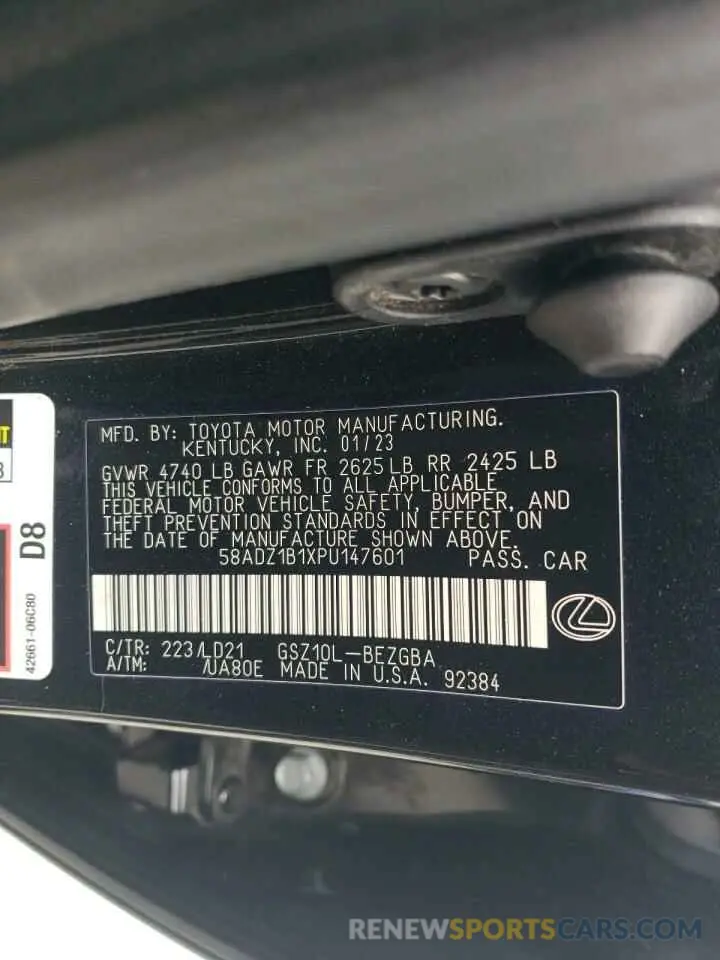 MFD. BY: TOYOTA MOTOR MANUFACTURING.
KENTUCKY, INC. 01/23
GVWR 4740 LB GAWR FR 2625 LB RR 2425 LB
THIS VEHICLE CONFORMS TO ALL APPLICABLE
FEDERAL MOTOR VEHICLE SAFETY, BUMPER, AND
THEFT PREVENTION STANDARDS IN EFFECT ON
THE DATE OF MANUFACTURE SHOWN ABOVE.
58ADZ1B1XPU147601 PASS. CAR
C/TR: 223/LD21 GSZ10L-BEZGBA
A/TM: /UA80E MADE IN U.S.A. 92384
D8
42661-06C80
RENEWSPORTSCARS.COM